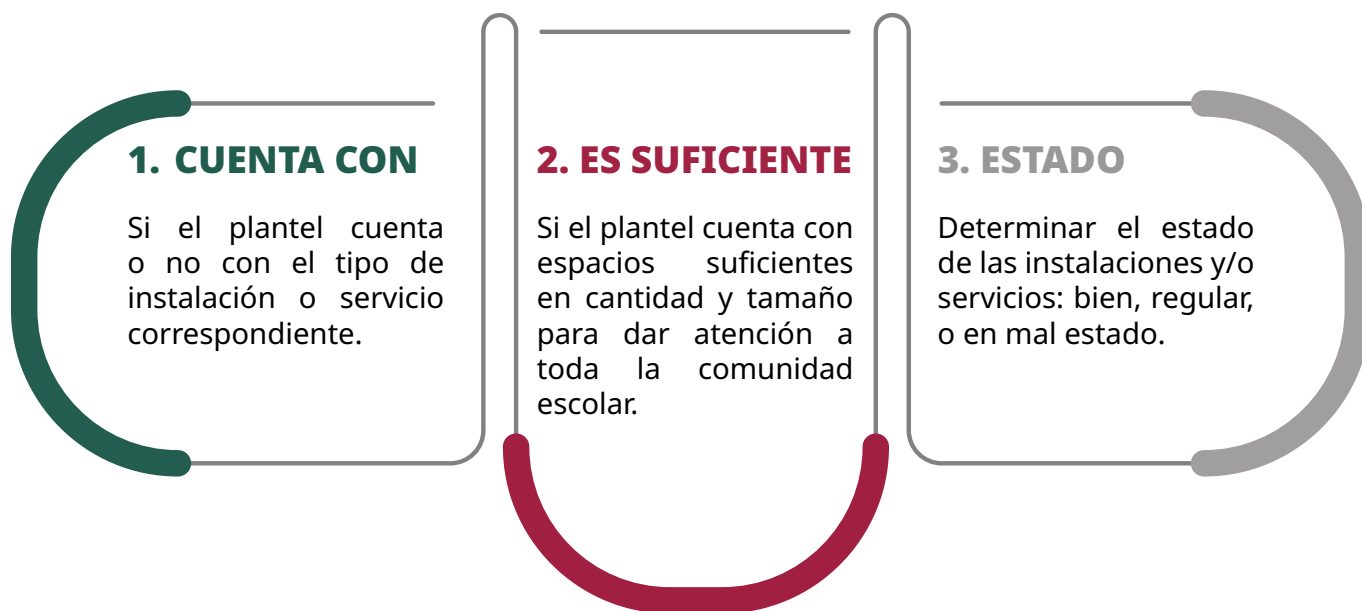 1. CUENTA CON
Si el plantel cuenta
o no con el tipo de
instalación o servicio
correspondiente.
2. ES SUFICIENTE
Si el plantel cuenta con
espacios suficientes
en cantidad y tamaño
para dar atención a
toda la comunidad
escolar.
3. ESTADO
Determinar el estado
de las instalaciones y/o
servicios: bien, regular,
o en mal estado.